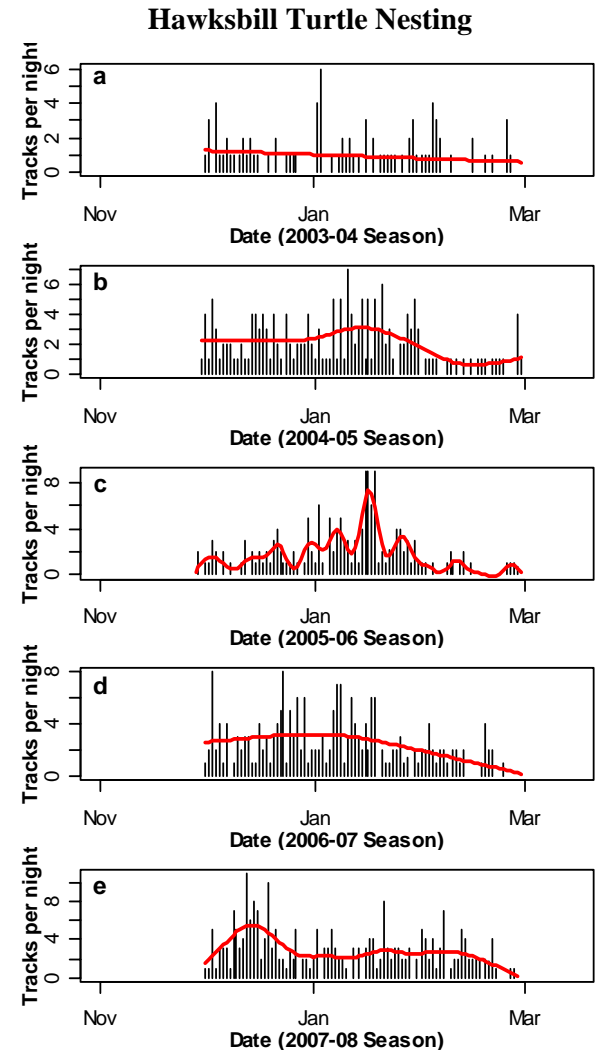 Hawksbill Turtle Nesting
a
Tracks per night
0 2 4 6
Nov Jan Mar
Date (2003-04 Season)
b
Tracks per night
0 2 4 6
Nov Jan Mar
Date (2004-05 Season)
c
Tracks per night
0 4 8
Nov Jan Mar
Date (2005-06 Season)
d
Tracks per night
0 4 8
Nov Jan Mar
Date (2006-07 Season)
e
Tracks per night
0 4 8
Nov Jan Mar
Date (2007-08 Season)